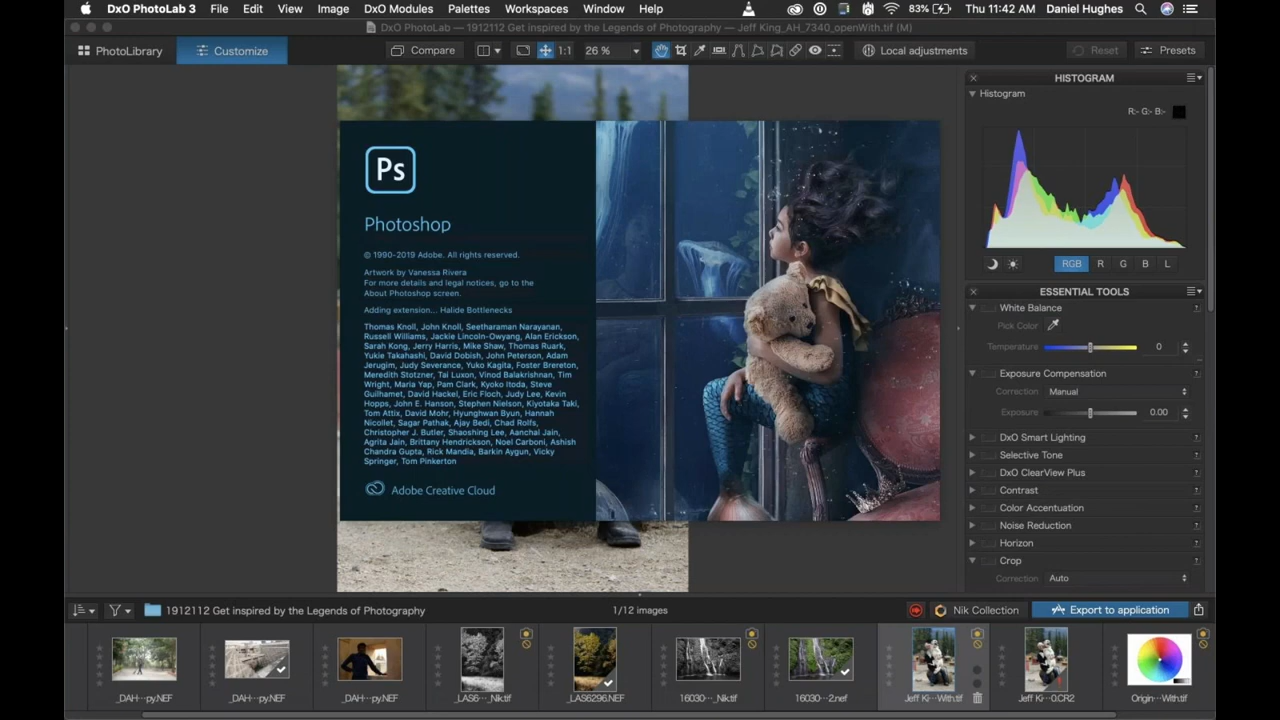 DxO PhotoLab 3 File Edit View Image DxO Modules Palettes Workspaces Window Help 83% Thu 11:42 AM Daniel Hughes
DxO PhotoLab — 1912112 Get inspired by the Legends of Photography — Jeff King_AH_7340_openWith.tif (M)
PhotoLibrary Customize Compare 1:1 26 % Local adjustments Reset Presets
HISTOGRAM
Histogram
R:- G:- B:-
RGB R G B L
Ps
Photoshop
© 1990-2019 Adobe. All rights reserved.
Artwork by Vanessa Rivera
For more details and legal notices, go to the
About Photoshop screen.
Adding extension... Halide Bottlenecks
Thomas Knoll, John Knoll, Seetharaman Narayanan,
Russell Williams, Jackie Lincoln-Owyang, Alan Erickson,
Sarah Kong, Jerry Harris, Mike Shaw, Thomas Ruark,
Yukie Takahashi, David Dobish, John Peterson, Adam
Jerugim, Judy Severance, Yuko Kagita, Foster Brereton,
Meredith Stotzner, Tai Luxon, Vinod Balakrishnan, Tim
Wright, Maria Yap, Pam Clark, Kyoko Itoda, Steve
Guilhamet, David Hackel, Eric Floch, Judy Lee, Kevin
Hopps, John E. Hanson, Stephen Nielson, Kiyotaka Taki,
Tom Attix, David Mohr, Hyunghwan Byun, Hannah
Nicollet, Sagar Pathak, Ajay Bedi, Chad Rolfs,
Christopher J. Butler, Shaoshing Lee, Aanchal Jain,
Agrita Jain, Brittany Hendrickson, Noel Carboni, Ashish
Chandra Gupta, Rick Mandia, Barkin Aygun, Vicky
Springer, Tom Pinkerton
Adobe Creative Cloud
ESSENTIAL TOOLS
White Balance ?
Pick Color
Temperature 0
Exposure Compensation ?
Correction Manual
Exposure 0.00
DxO Smart Lighting ?
Selective Tone ?
DxO ClearView Plus ?
Contrast ?
Color Accentuation ?
Noise Reduction ?
Horizon ?
Crop ?
Correction Auto
1912112 Get inspired by the Legends of Photography 1/12 images Nik Collection Export to application
_DAH···py.NEF _DAH···py.NEF _DAH···py.NEF _LAS6···_Nik.tif _LAS6296.NEF 16030···_Nik.tif 16030···2.nef Jeff Ki···With.tif Jeff Ki···0.CR2 Origin···With.tif